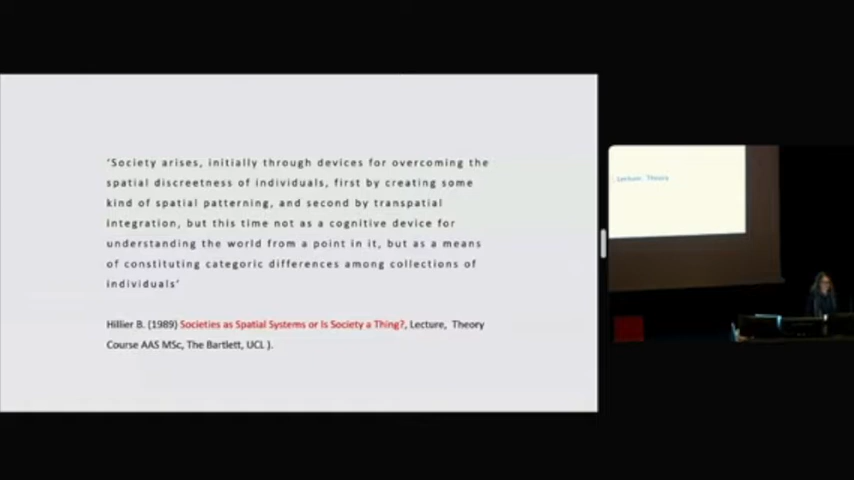 ‘Society arises, initially through devices for overcoming the
spatial discreteness of individuals, first by creating some
kind of spatial patterning, and second by transpatial
integration, but this time not as a cognitive device for
understanding the world from a point in it, but as a means
of constituting categoric differences among collections of
individuals’
Hillier B. (1989) Societies as Spatial Systems or Is Society a Thing?, Lecture, Theory
Course AAS MSc, The Bartlett, UCL ).
Lecture, Theory